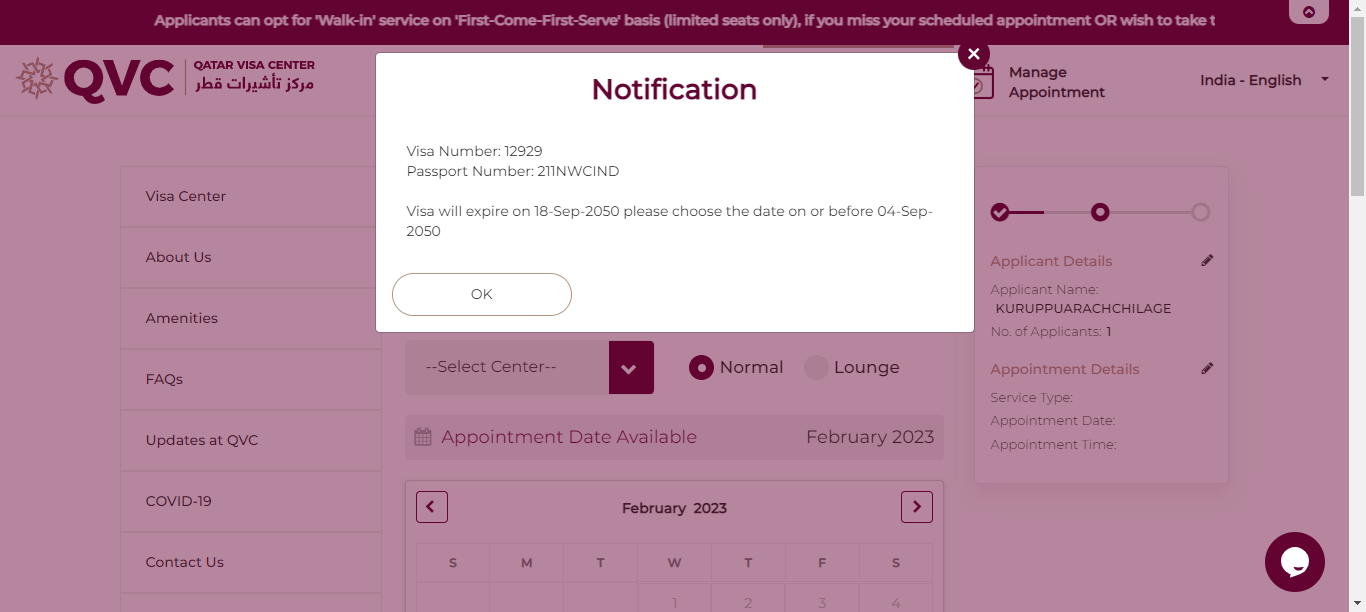 Applicants can opt for 'Walk-in' service on 'First-Come-First-Serve' basis (limited seats only), if you miss your scheduled appointment OR wish to take t
QVC
QATAR VISA CENTER
مركز تأشيرات قطر
Manage
Appointment
India - English
Notification
Visa Number: 12929
Passport Number: 211NWCIND
Visa will expire on 18-Sep-2050 please choose the date on or before 04-Sep-
2050
OK
Visa Center
About Us
Amenities
FAQs
Updates at QVC
COVID-19
Contact Us
--Select Center--
Normal
Lounge
Appointment Date Available
February 2023
February 2023
S M T W T F S
1 2 3 4
Applicant Details
Applicant Name:
KURUPPUARACHCHILAGE
No. of Applicants: 1
Appointment Details
Service Type:
Appointment Date:
Appointment Time: